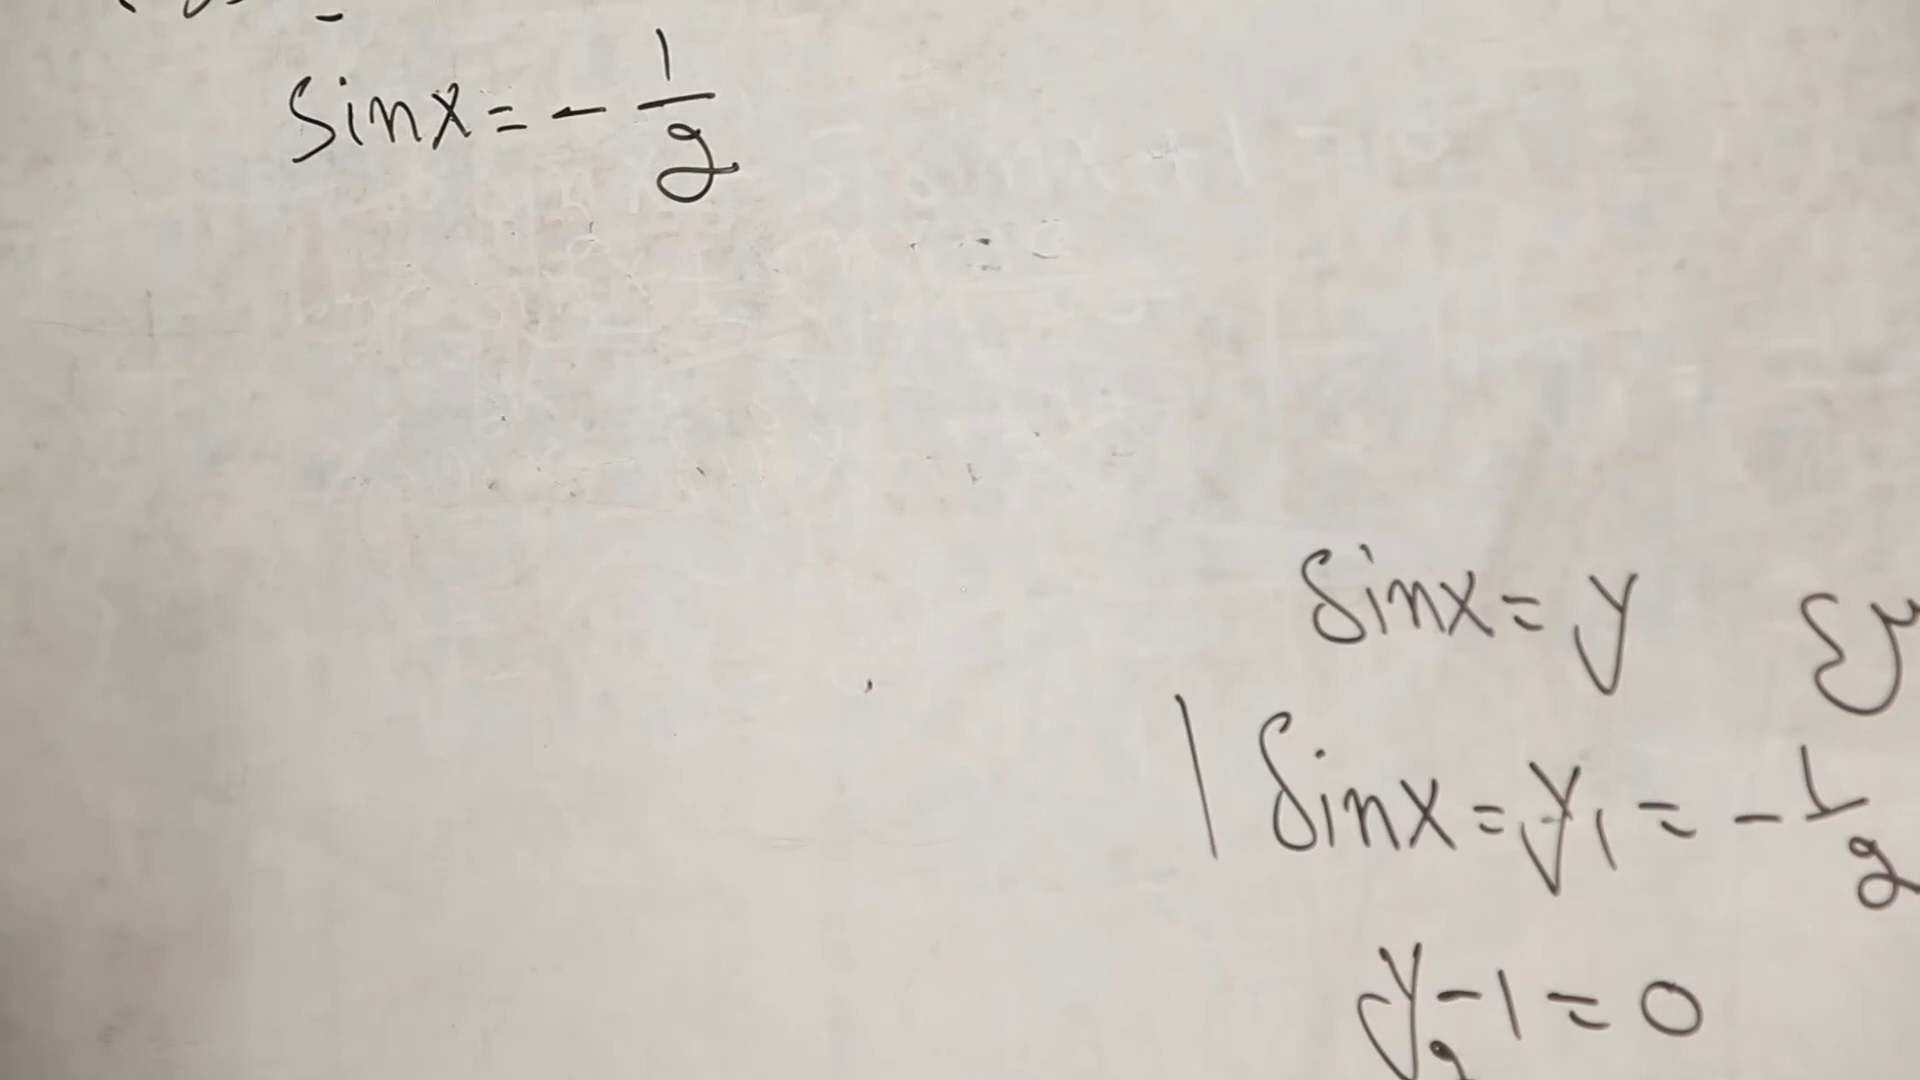 sinx = - 1/2
sinx = y
| sinx = y₁ = - 1/2
y₂ - 1 = 0